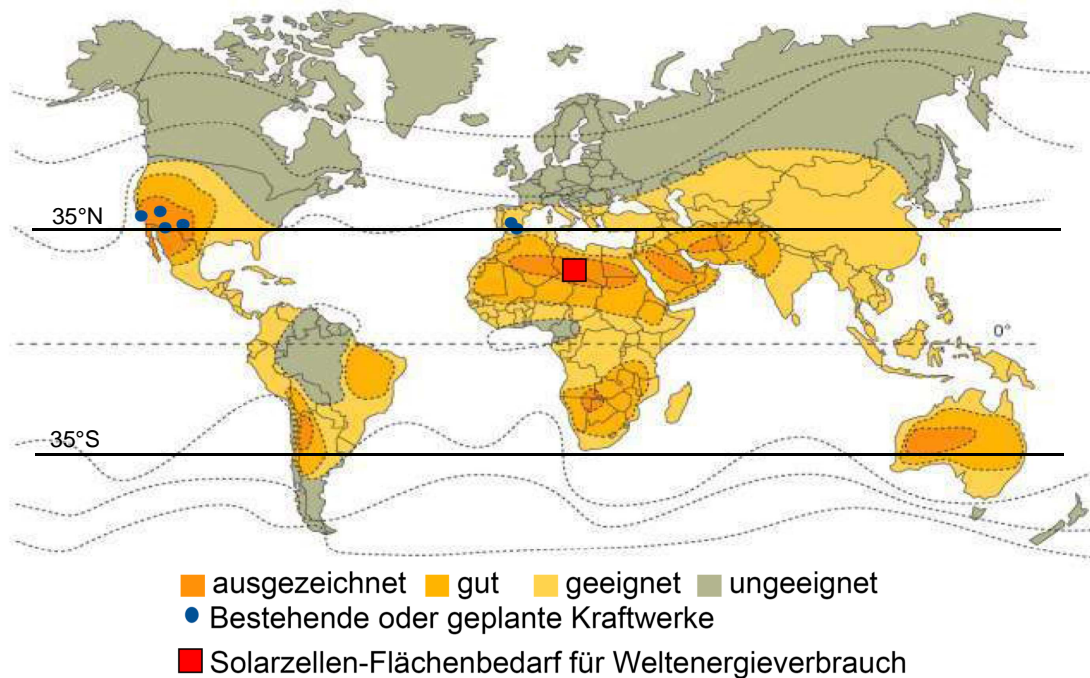 35°N
0°
35°S
ausgezeichnet gut geeignet ungeeignet
Bestehende oder geplante Kraftwerke
Solarzellen-Flächenbedarf für Weltenergieverbrauch